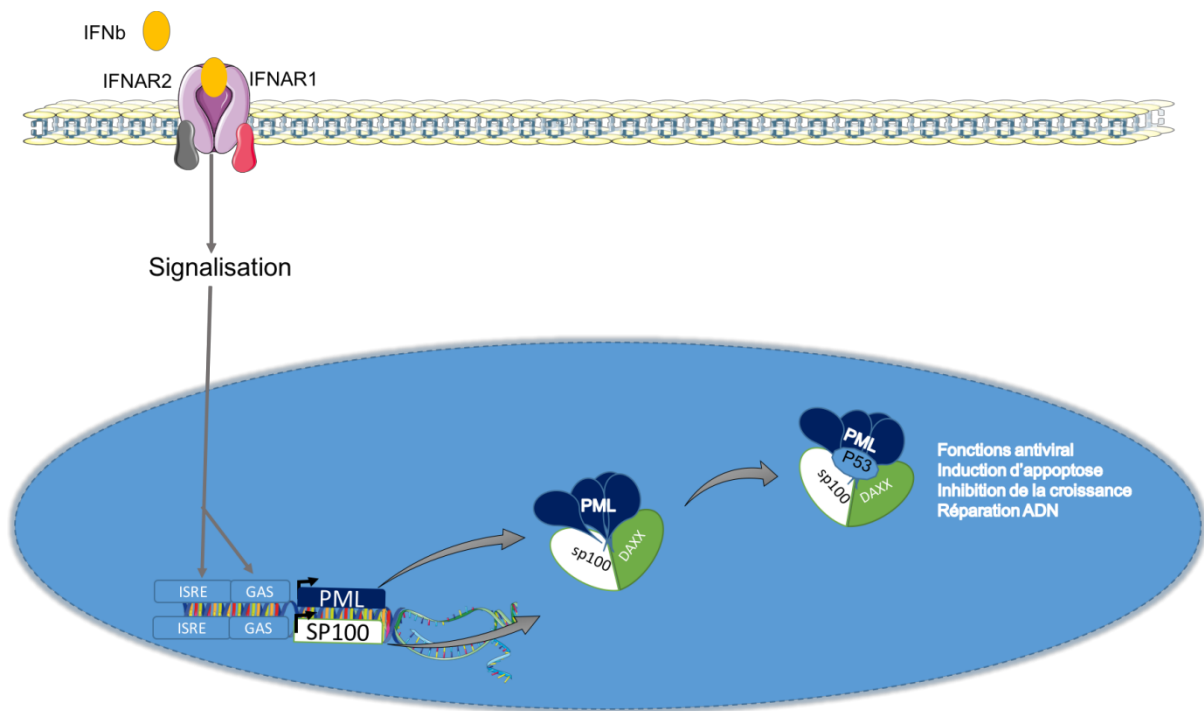 IFNb
IFNAR2
IFNAR1
Signalisation
PML
P53
sp100
DAXX
Fonctions antiviral
Induction d’appoptose
Inhibition de la croissance
Réparation ADN
PML
sp100
DAXX
ISRE
GAS
PML
ISRE
GAS
SP100